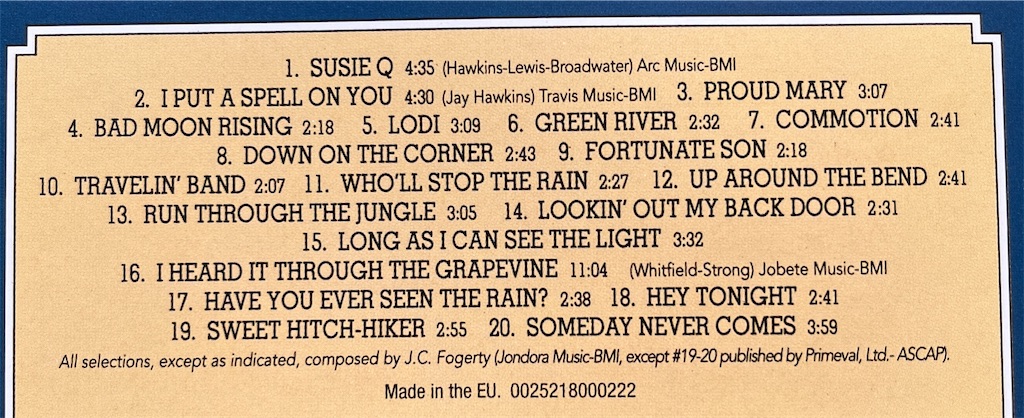 1. SUSIE Q 4:35 (Hawkins-Lewis-Broadwater) Arc Music-BMI
2. I PUT A SPELL ON YOU 4:30 (Jay Hawkins) Travis Music-BMI 3. PROUD MARY 3:07
4. BAD MOON RISING 2:18 5. LODI 3:09 6. GREEN RIVER 2:32 7. COMMOTION 2:41
8. DOWN ON THE CORNER 2:43 9. FORTUNATE SON 2:18
10. TRAVELIN' BAND 2:07 11. WHO'LL STOP THE RAIN 2:27 12. UP AROUND THE BEND 2:41
13. RUN THROUGH THE JUNGLE 3:05 14. LOOKIN' OUT MY BACK DOOR 2:31
15. LONG AS I CAN SEE THE LIGHT 3:32
16. I HEARD IT THROUGH THE GRAPEVINE 11:04 (Whitfield-Strong) Jobete Music-BMI
17. HAVE YOU EVER SEEN THE RAIN? 2:38 18. HEY TONIGHT 2:41
19. SWEET HITCH-HIKER 2:55 20. SOMEDAY NEVER COMES 3:59
All selections, except as indicated, composed by J.C. Fogerty (Jondora Music-BMI, except #19-20 published by Primeval, Ltd.- ASCAP).
Made in the EU. 0025218000222